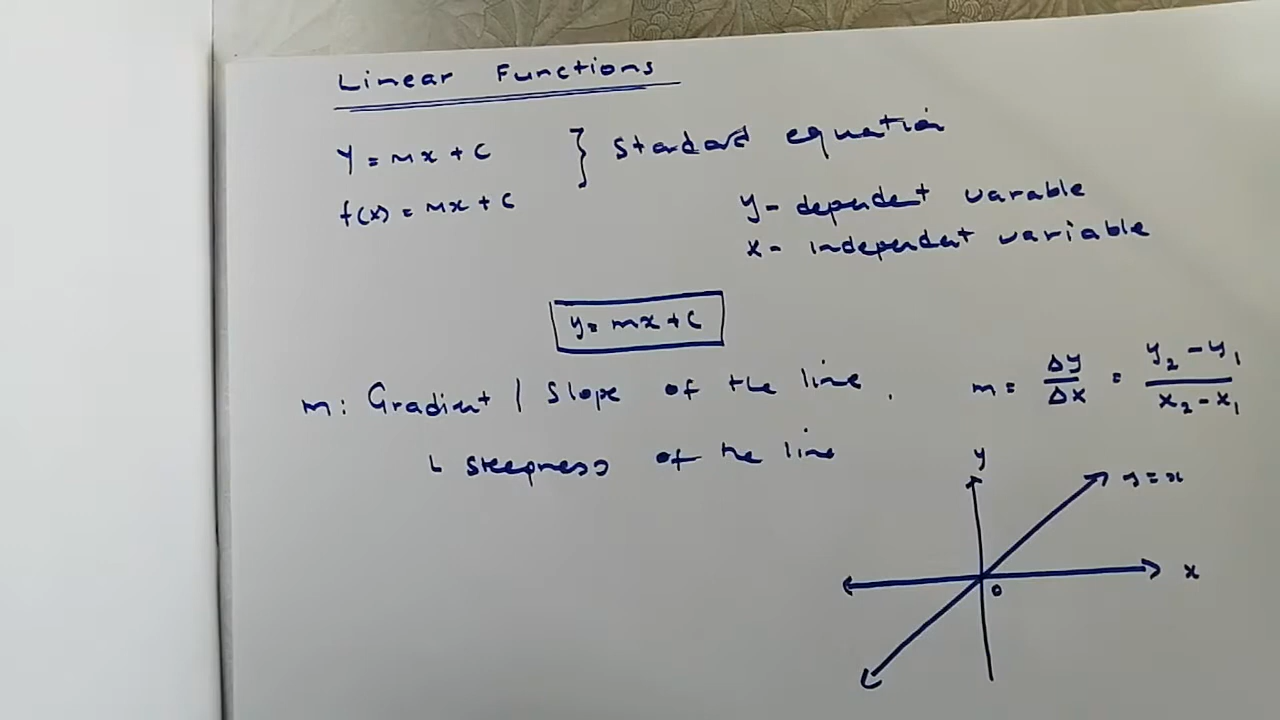 Linear Functions
Y = mx + c } Standard equation
f(x) = mx + c
y - dependent varable
x - independent variable
y = mx + c
m: Gradient | Slope of the line. m = Δy/Δx = y₂ - y₁/x₂ - x₁
↳ steepness of the line
y
y = x
x
0